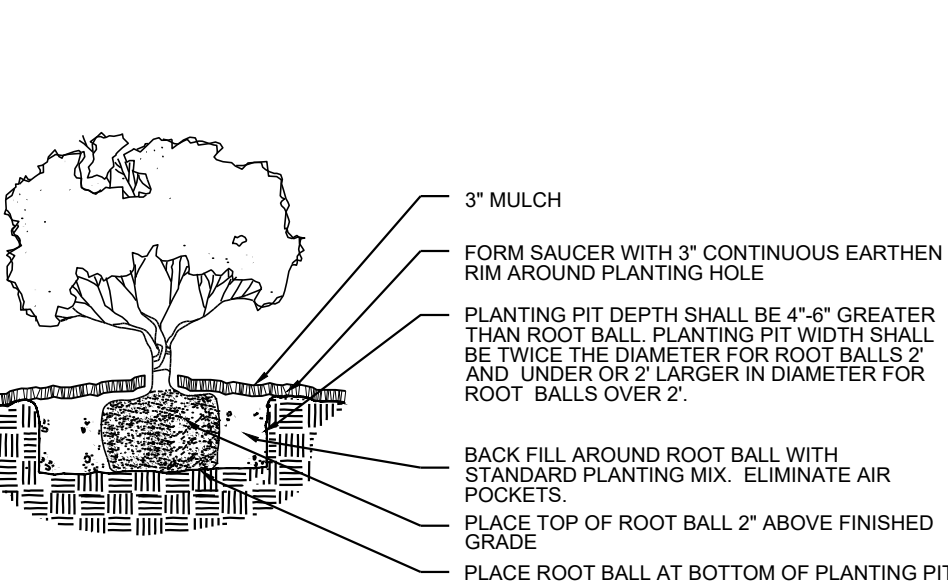 3" MULCH
FORM SAUCER WITH 3" CONTINUOUS EARTHEN
RIM AROUND PLANTING HOLE
PLANTING PIT DEPTH SHALL BE 4"-6" GREATER
THAN ROOT BALL. PLANTING PIT WIDTH SHALL
BE TWICE THE DIAMETER FOR ROOT BALLS 2'
AND UNDER OR 2' LARGER IN DIAMETER FOR
ROOT BALLS OVER 2'.
BACK FILL AROUND ROOT BALL WITH
STANDARD PLANTING MIX. ELIMINATE AIR
POCKETS.
PLACE TOP OF ROOT BALL 2" ABOVE FINISHED
GRADE
PLACE ROOT BALL AT BOTTOM OF PLANTING PIT